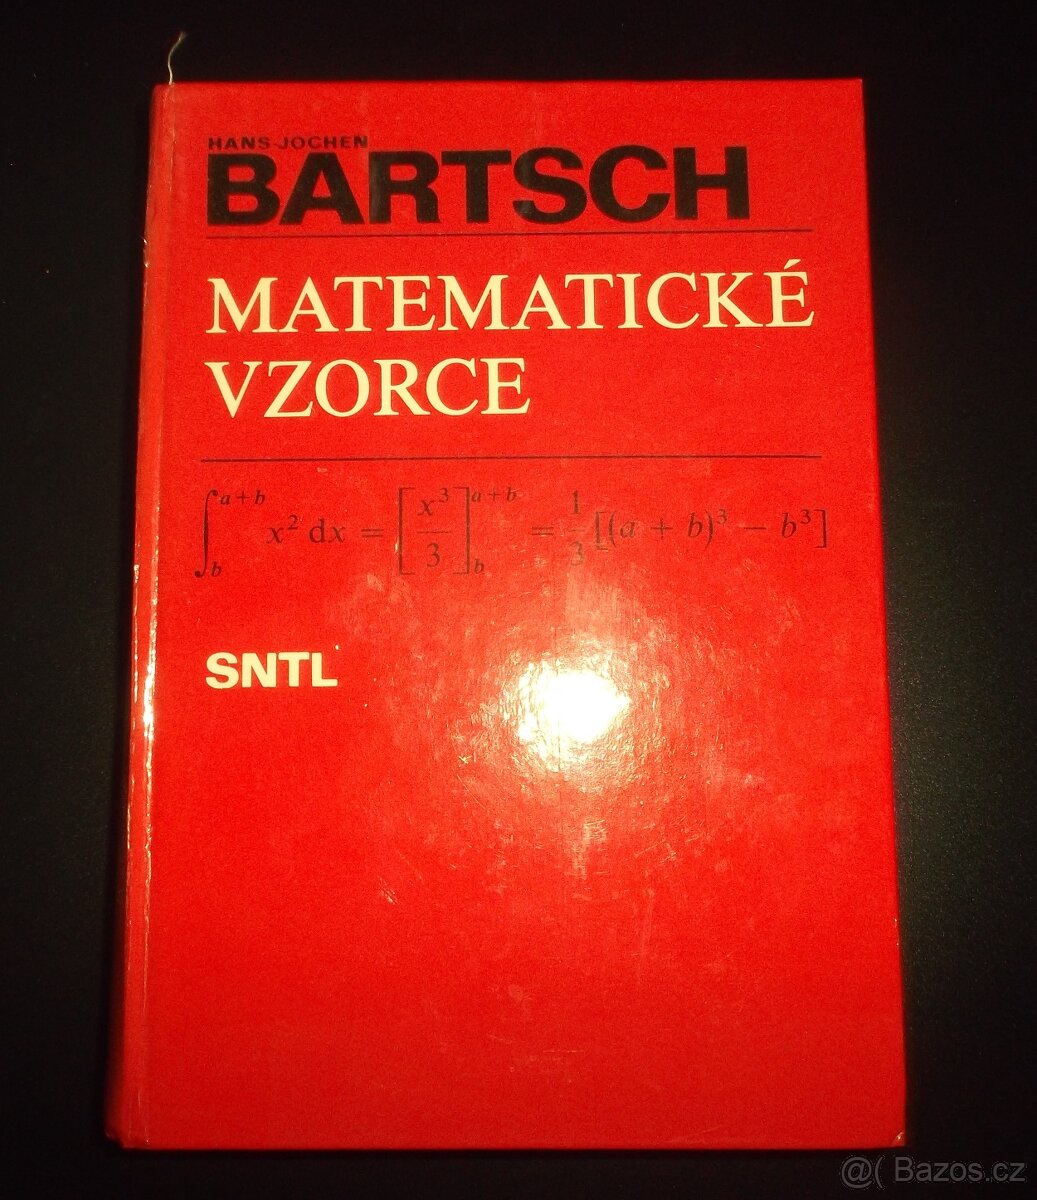 HANS-JOCHEN
BARTSCH
MATEMATICKÉ
VZORCE
∫_b^{a+b} x² dx = [x³/3]_b^{a+b} = 1/3 [(a + b)³ − b³]
SNTL
@( Bazos.cz